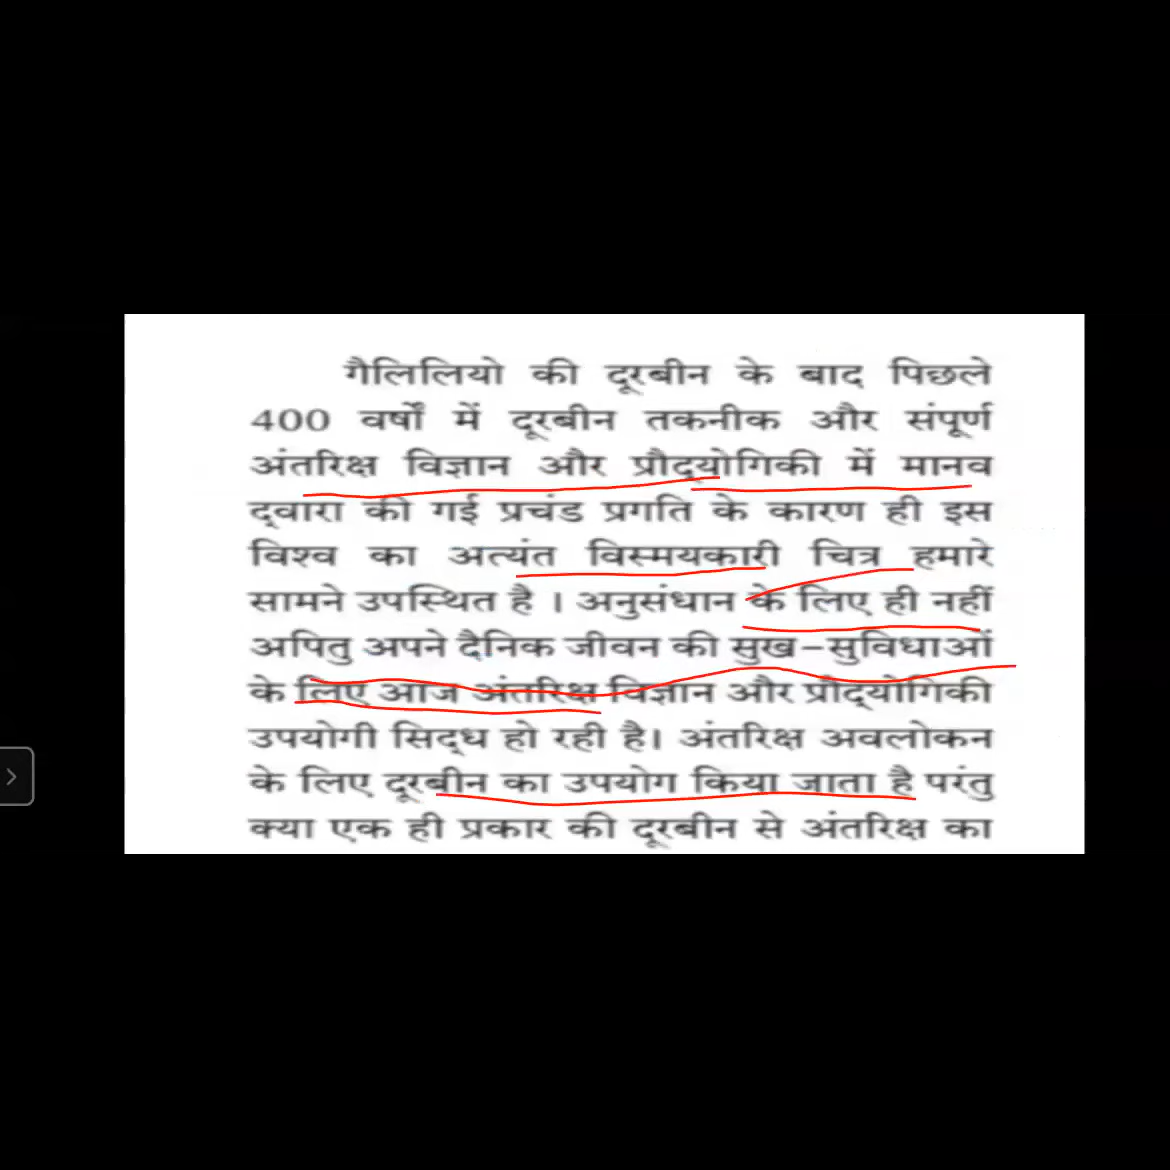 गैलिलियो की दूरबीन के बाद पिछले
400 वर्षों में दूरबीन तकनीक और संपूर्ण
अंतरिक्ष विज्ञान और प्रौद्योगिकी में मानव
द्वारा की गई प्रचंड प्रगति के कारण ही इस
विश्व का अत्यंत विस्मयकारी चित्र हमारे
सामने उपस्थित है । अनुसंधान के लिए ही नहीं
अपितु अपने दैनिक जीवन की सुख-सुविधाओं
के लिए आज अंतरिक्ष विज्ञान और प्रौद्योगिकी
उपयोगी सिद्ध हो रही है। अंतरिक्ष अवलोकन
के लिए दूरबीन का उपयोग किया जाता है परंतु
क्या एक ही प्रकार की दूरबीन से अंतरिक्ष का